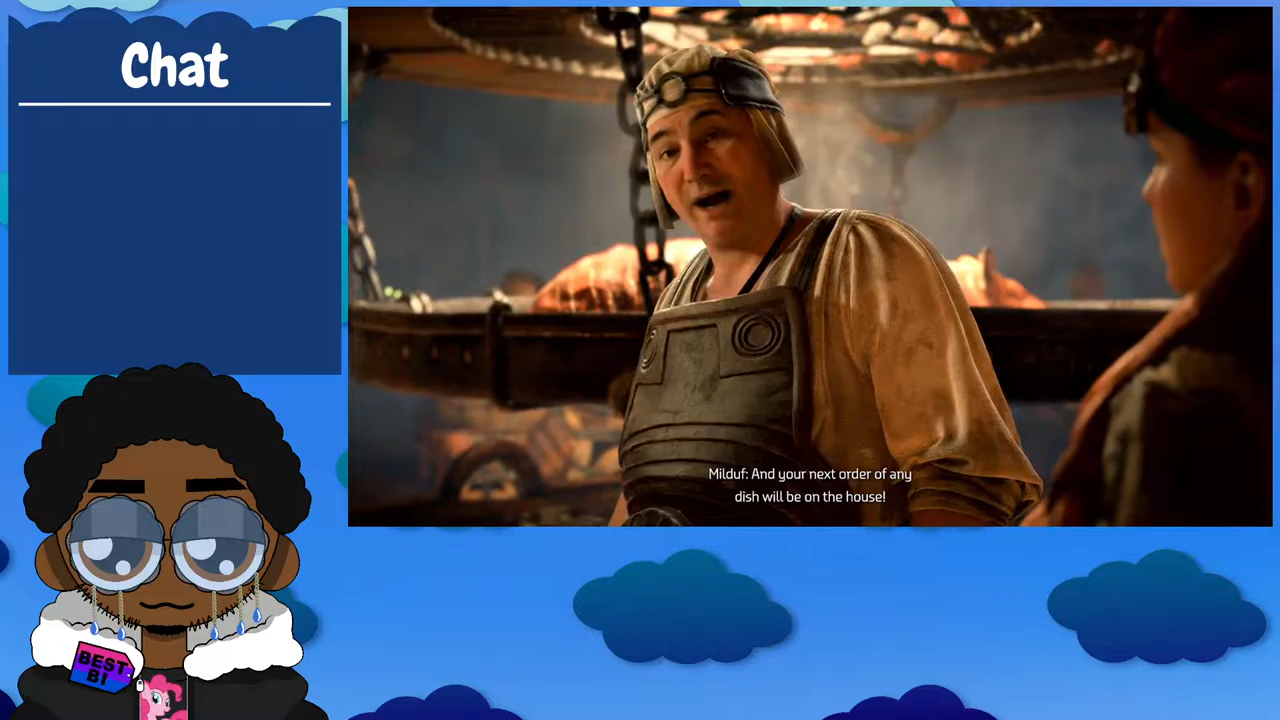 Chat
Milduf: And your next order of any
dish will be on the house!
BEST
BI